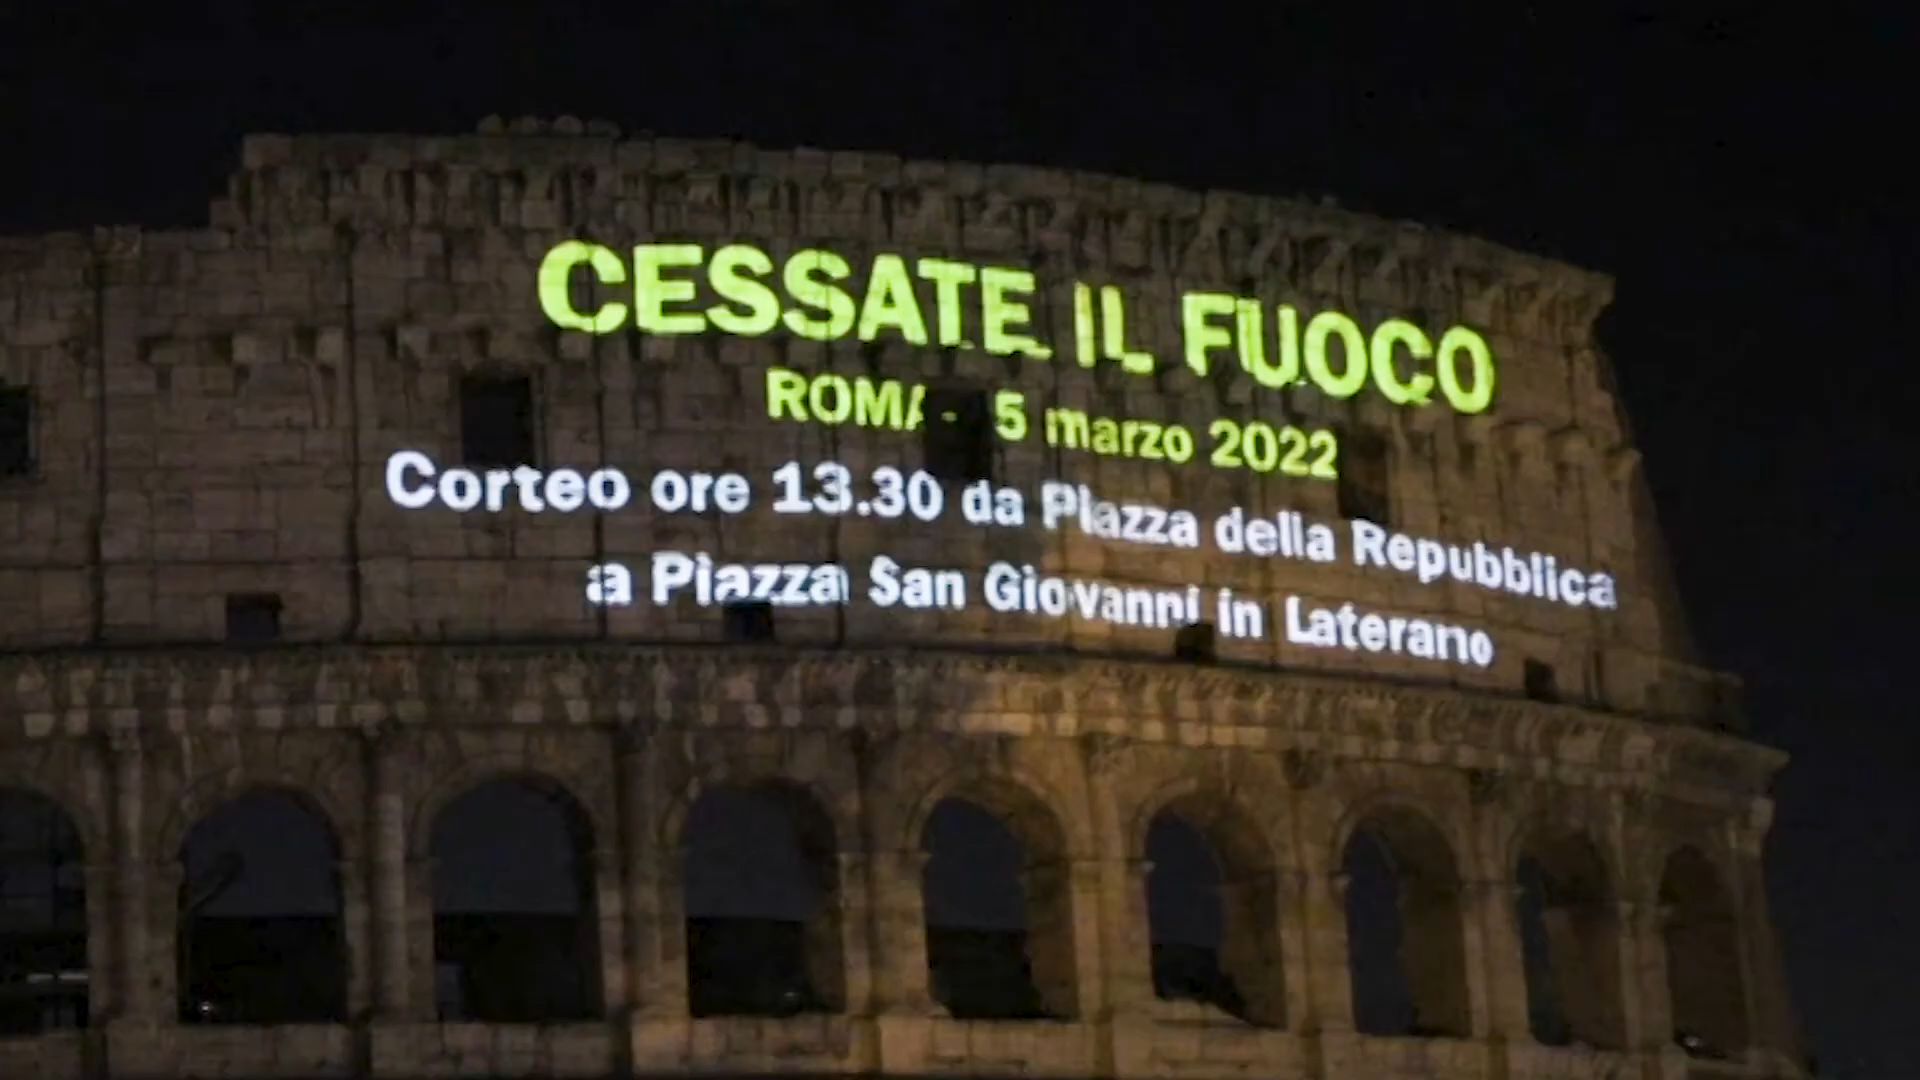 CESSATE IL FUOCO
ROMA - 5 marzo 2022
Corteo ore 13.30 da Piazza della Repubblica
a Piazza San Giovanni in Laterano